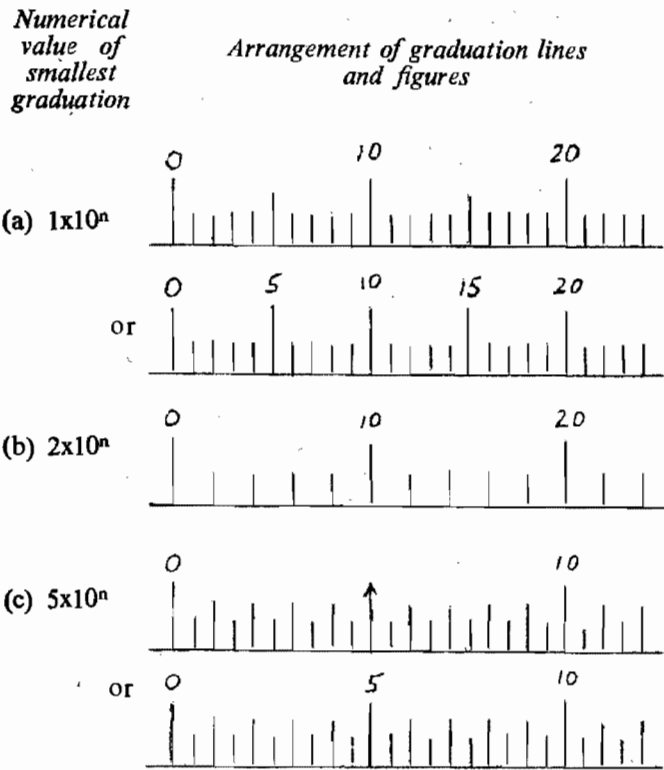 Numerical
value of
smallest
graduation
Arrangement of graduation lines
and figures
0 10 20
(a) 1x10ⁿ
0 5 10 15 20
or
0 10 20
(b) 2x10ⁿ
0 10
(c) 5x10ⁿ
or 0 5 10